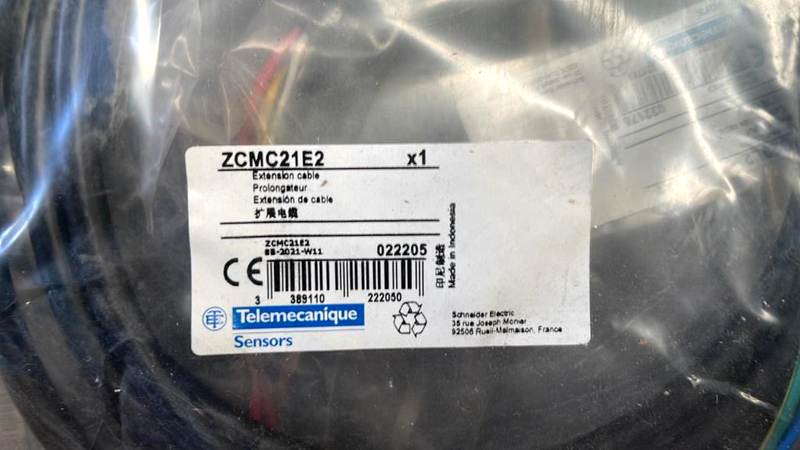 ZCMC21E2 x1
Extension cable
Prolongateur
Extensión de cable
扩展电缆
ZCMC21E2
8S-2021-W11
022205
CE
3 389110 222050
印尼制造
Made in Indonesia
Telemecanique
Sensors
Schneider Electric
35 rue Joseph Monier
92506 Rueil-Malmaison, France
Telemecanique